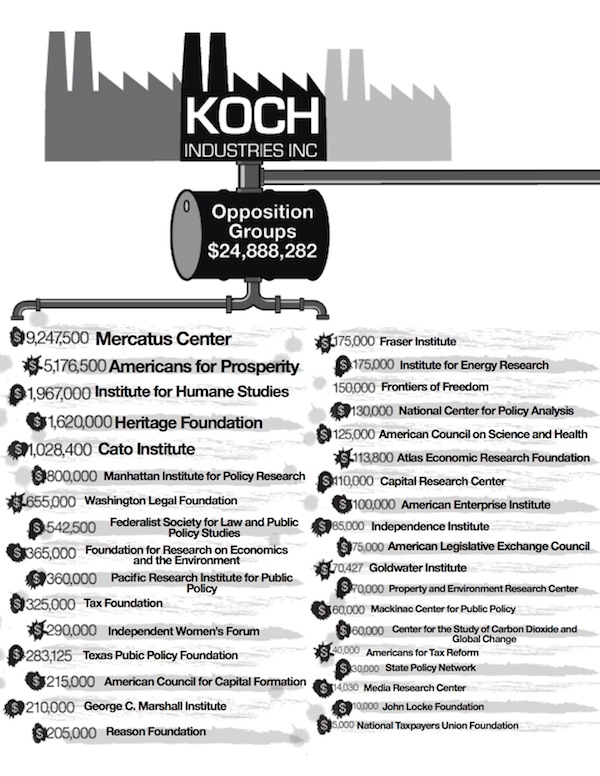 KOCH
INDUSTRIES INC
Opposition
Groups
$24,888,282
$9,247,500 Mercatus Center
$5,176,500 Americans for Prosperity
$1,967,000 Institute for Humane Studies
$1,620,000 Heritage Foundation
$1,028,400 Cato Institute
$800,000 Manhattan Institute for Policy Research
$655,000 Washington Legal Foundation
$542,500 Federalist Society for Law and Public
Policy Studies
$365,000 Foundation for Research on Economics
and the Environment
$360,000 Pacific Research Institute for Public
Policy
$325,000 Tax Foundation
$290,000 Independent Women's Forum
$283,125 Texas Pubic Policy Foundation
$215,000 American Council for Capital Formation
$210,000 George C. Marshall Institute
$205,000 Reason Foundation
$175,000 Fraser Institute
$175,000 Institute for Energy Research
150,000 Frontiers of Freedom
$130,000 National Center for Policy Analysis
$125,000 American Council on Science and Health
$113,800 Atlas Economic Research Foundation
$110,000 Capital Research Center
$100,000 American Enterprise Institute
$85,000 Independence Institute
$75,000 American Legislative Exchange Council
$70,427 Goldwater Institute
$70,000 Property and Environment Research Center
$60,000 Mackinac Center for Public Policy
$60,000 Center for the Study of Carbon Dioxide and
Global Change
$40,000 Americans for Tax Reform
$30,000 State Policy Network
$14,030 Media Research Center
$10,000 John Locke Foundation
$5,000 National Taxpayers Union Foundation